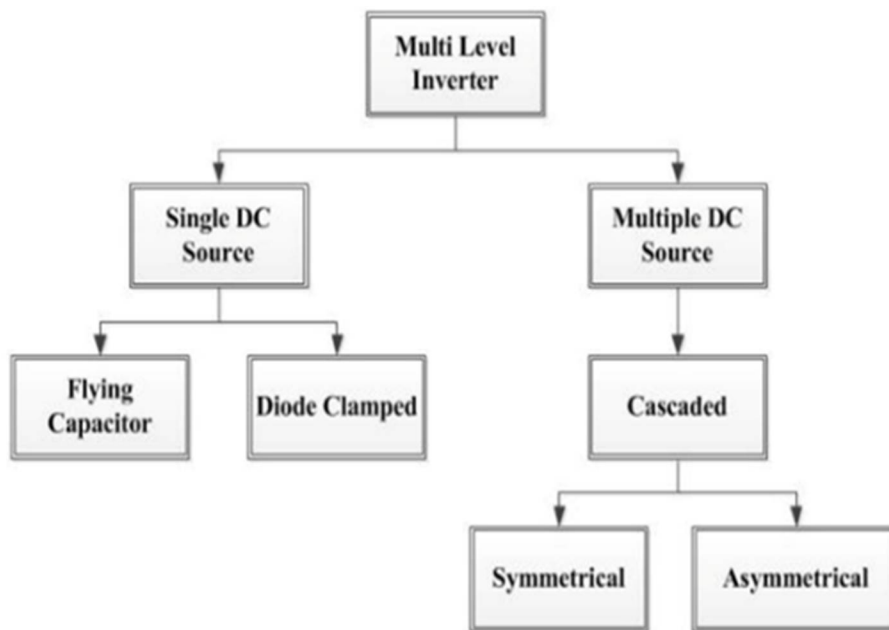 Multi Level
Inverter
Single DC
Source
Multiple DC
Source
Flying
Capacitor
Diode Clamped
Cascaded
Symmetrical
Asymmetrical